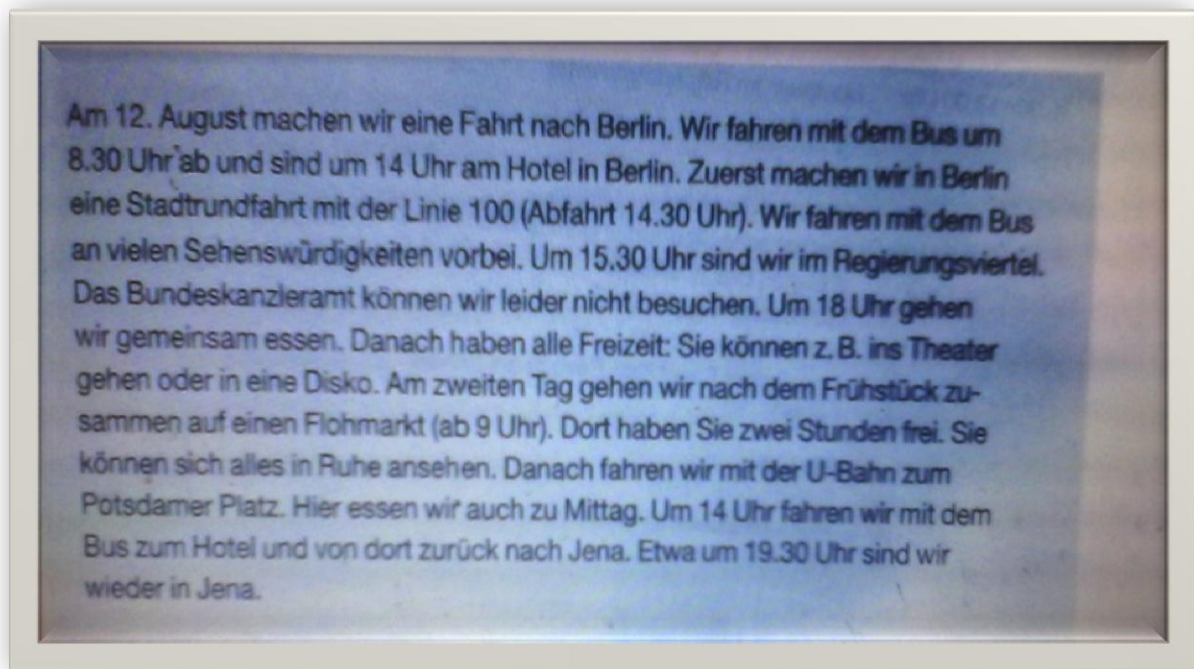 Am 12. August machen wir eine Fahrt nach Berlin. Wir fahren mit dem Bus um
8.30 Uhr ab und sind um 14 Uhr am Hotel in Berlin. Zuerst machen wir in Berlin
eine Stadtrundfahrt mit der Linie 100 (Abfahrt 14.30 Uhr). Wir fahren mit dem Bus
an vielen Sehenswürdigkeiten vorbei. Um 15.30 Uhr sind wir im Regierungsviertel.
Das Bundeskanzleramt können wir leider nicht besuchen. Um 18 Uhr gehen
wir gemeinsam essen. Danach haben alle Freizeit: Sie können z. B. ins Theater
gehen oder in eine Disko. Am zweiten Tag gehen wir nach dem Frühstück zu-
sammen auf einen Flohmarkt (ab 9 Uhr). Dort haben Sie zwei Stunden frei. Sie
können sich alles in Ruhe ansehen. Danach fahren wir mit der U-Bahn zum
Potsdamer Platz. Hier essen wir auch zu Mittag. Um 14 Uhr fahren wir mit dem
Bus zum Hotel und von dort zurück nach Jena. Etwa um 19.30 Uhr sind wir
wieder in Jena.